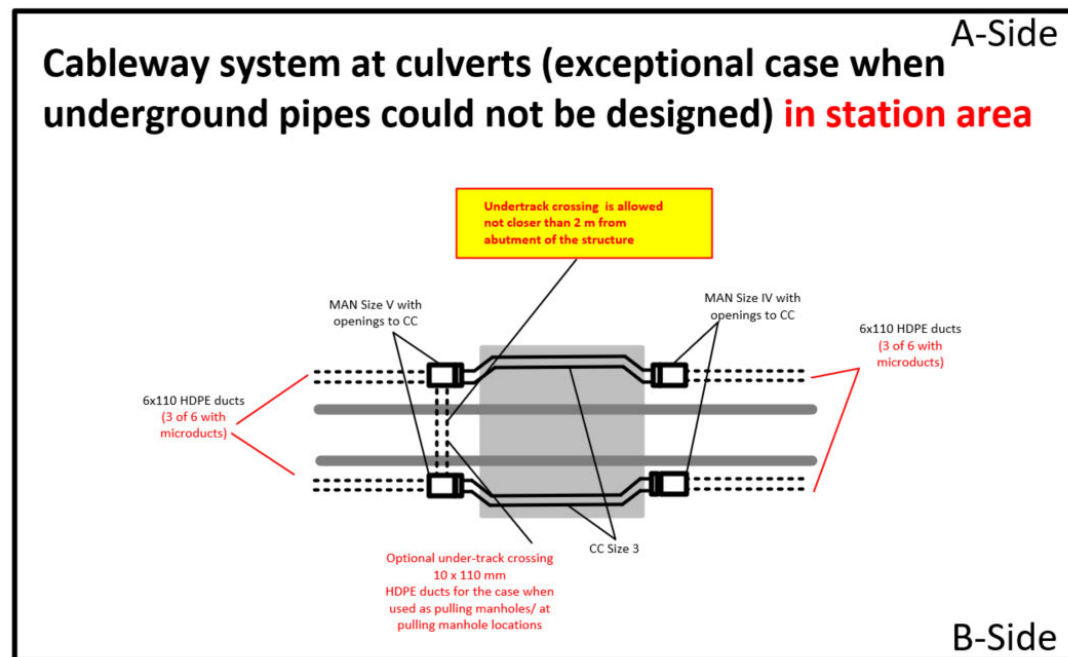 A-Side
Cableway system at culverts (exceptional case when
underground pipes could not be designed) in station area
Undertrack crossing is allowed
not closer than 2 m from
abutment of the structure
MAN Size V with
openings to CC
MAN Size IV with
openings to CC
6x110 HDPE ducts
(3 of 6 with
microducts)
6x110 HDPE ducts
(3 of 6 with
microducts)
CC Size 3
Optional under-track crossing
10 x 110 mm
HDPE ducts for the case when
used as pulling manholes/ at
pulling manhole locations
B-Side